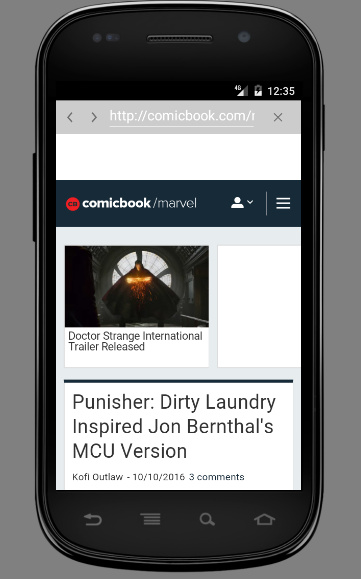 4G 12:35
http://comicbook.com/
comicbook/marvel
Doctor Strange International
Trailer Released
Punisher: Dirty Laundry
Inspired Jon Bernthal's
MCU Version
Kofi Outlaw - 10/10/2016 3 comments